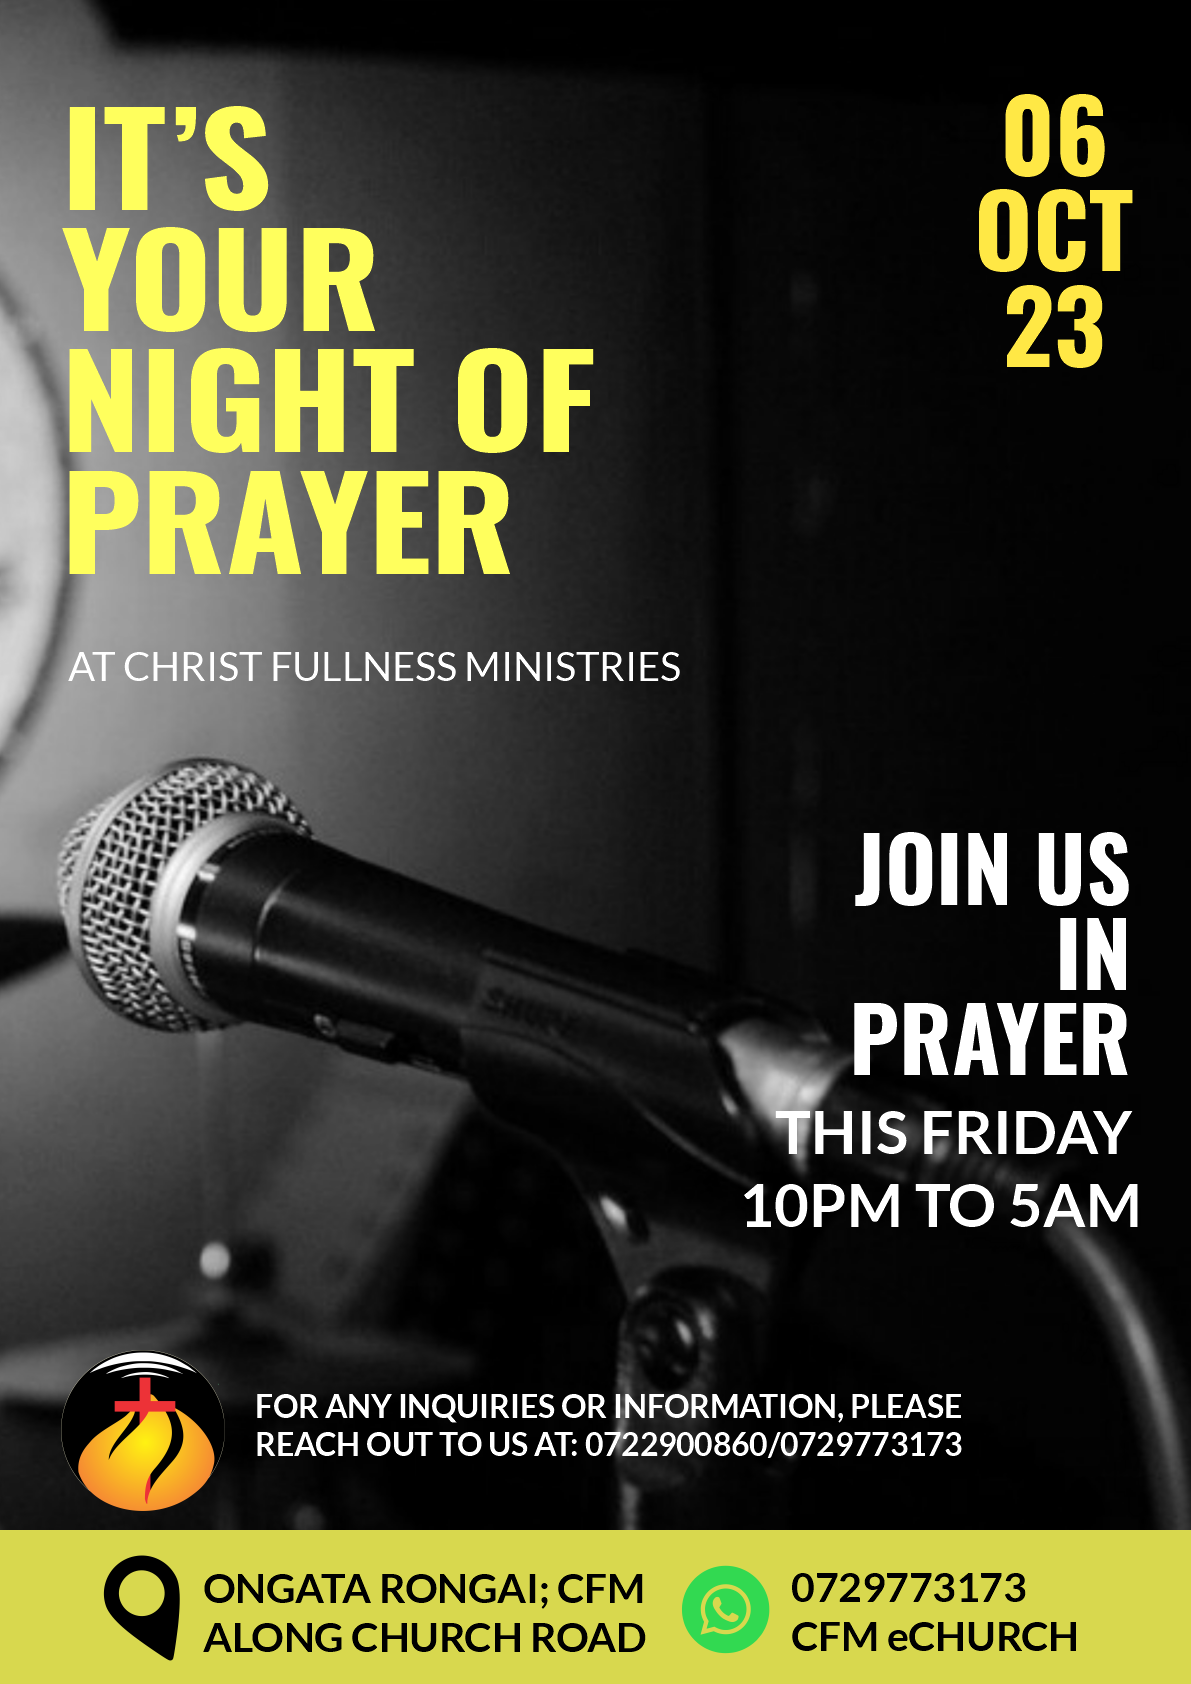 IT'S
YOUR
NIGHT OF
PRAYER
06
OCT
23
AT CHRIST FULLNESS MINISTRIES
JOIN US
IN
PRAYER
THIS FRIDAY
10PM TO 5AM
FOR ANY INQUIRIES OR INFORMATION, PLEASE
REACH OUT TO US AT: 0722900860/0729773173
ONGATA RONGAI; CFM
ALONG CHURCH ROAD
0729773173
CFM eCHURCH